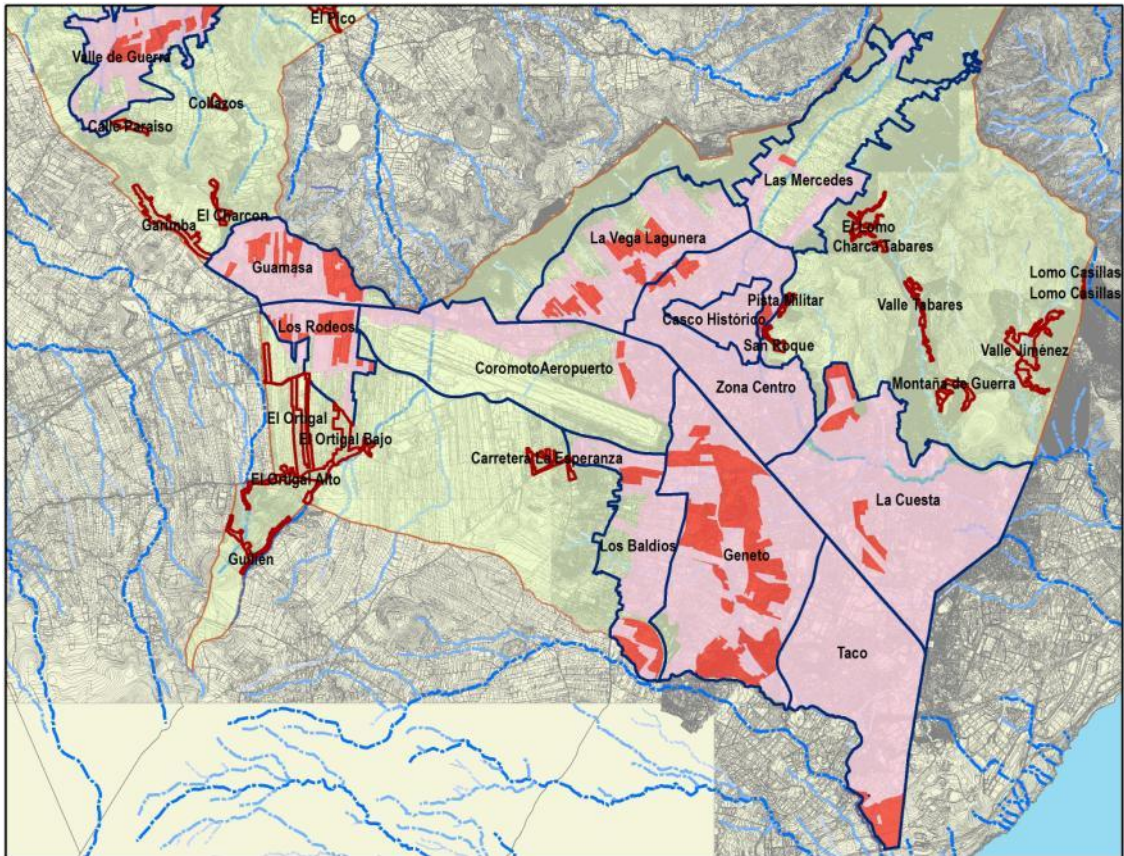 El Pico
Valle de Guerra
Collazos
Calle Paraiso
Las Mercedes
El Charcon
Garimba
El Lomo
La Vega Lagunera
Charca Tabares
Guamasa
Lomo Casillas
Lomo Casillas
Pista Militar
Valle Tabares
Casco Histórico
Los Rodeos
San Roque
Valle Jiménez
Coromoto
Aeropuerto
Zona Centro
Montaña de Guerra
El Ortigal
El Ortigal Bajo
Carretera La Esperanza
El Ortigal Alto
La Cuesta
Los Baldios
Geneto
Guillen
Taco